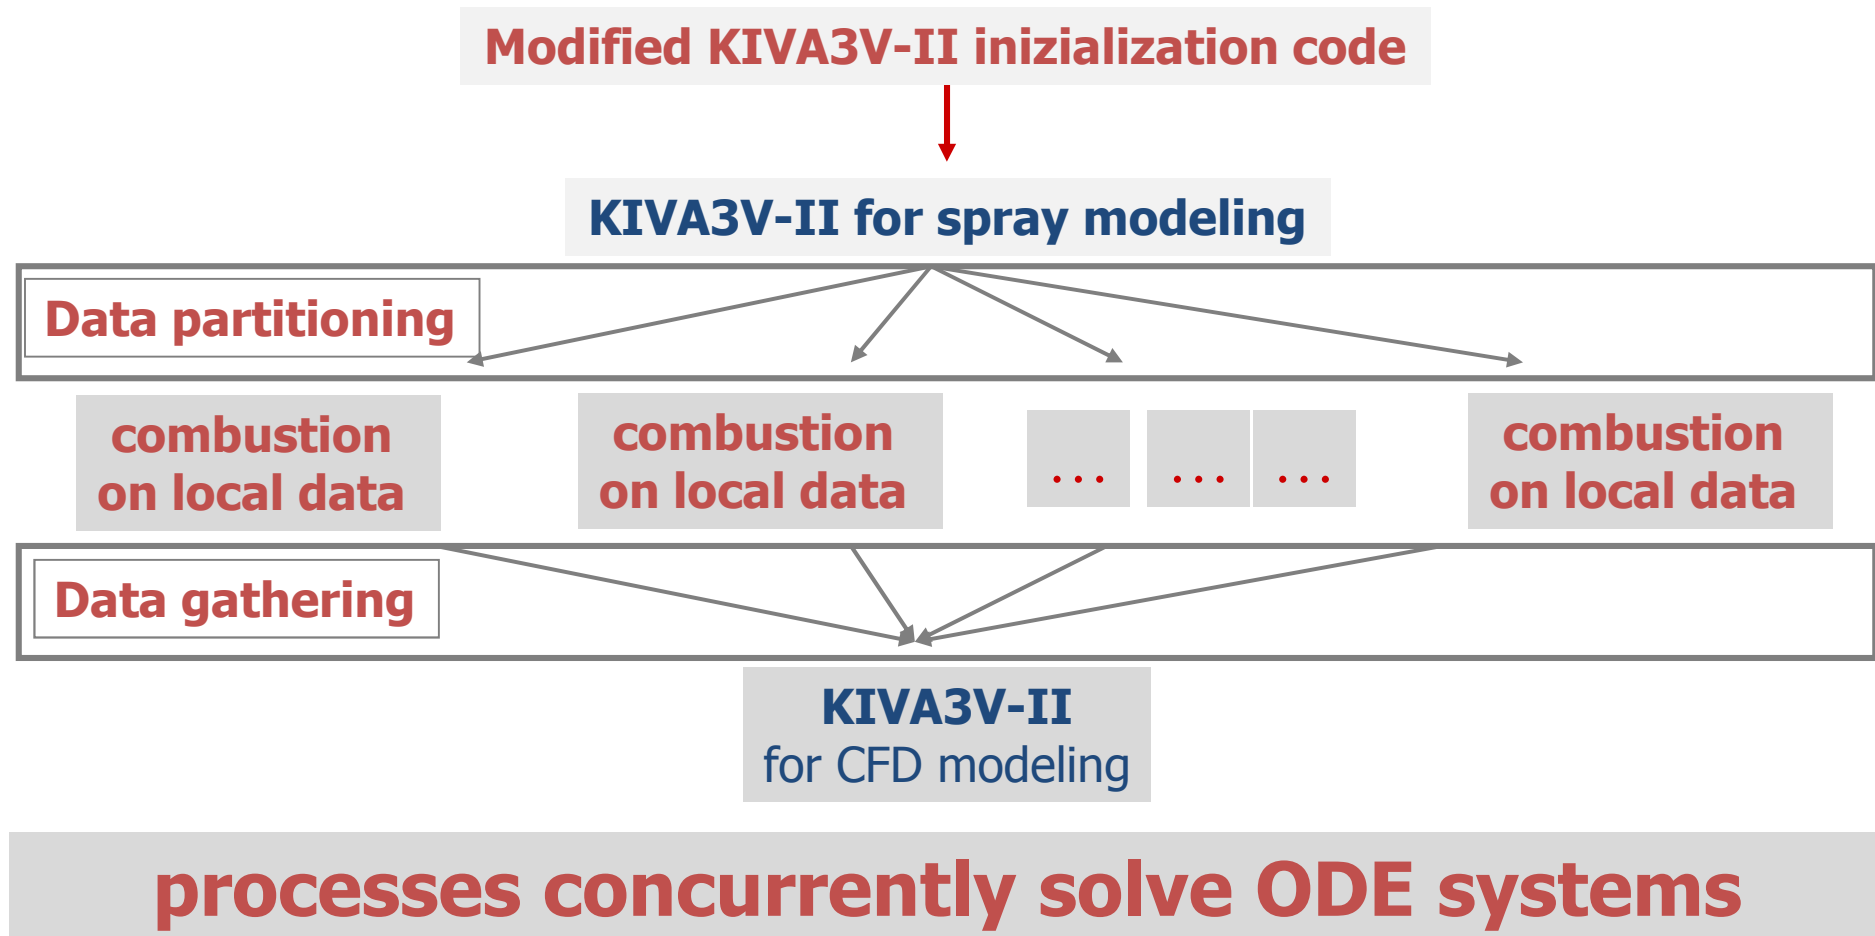 Modified KIVA3V-II inizialization code
KIVA3V-II for spray modeling
Data partitioning
combustion
on local data
combustion
on local data
...
...
...
combustion
on local data
Data gathering
KIVA3V-II
for CFD modeling
processes concurrently solve ODE systems